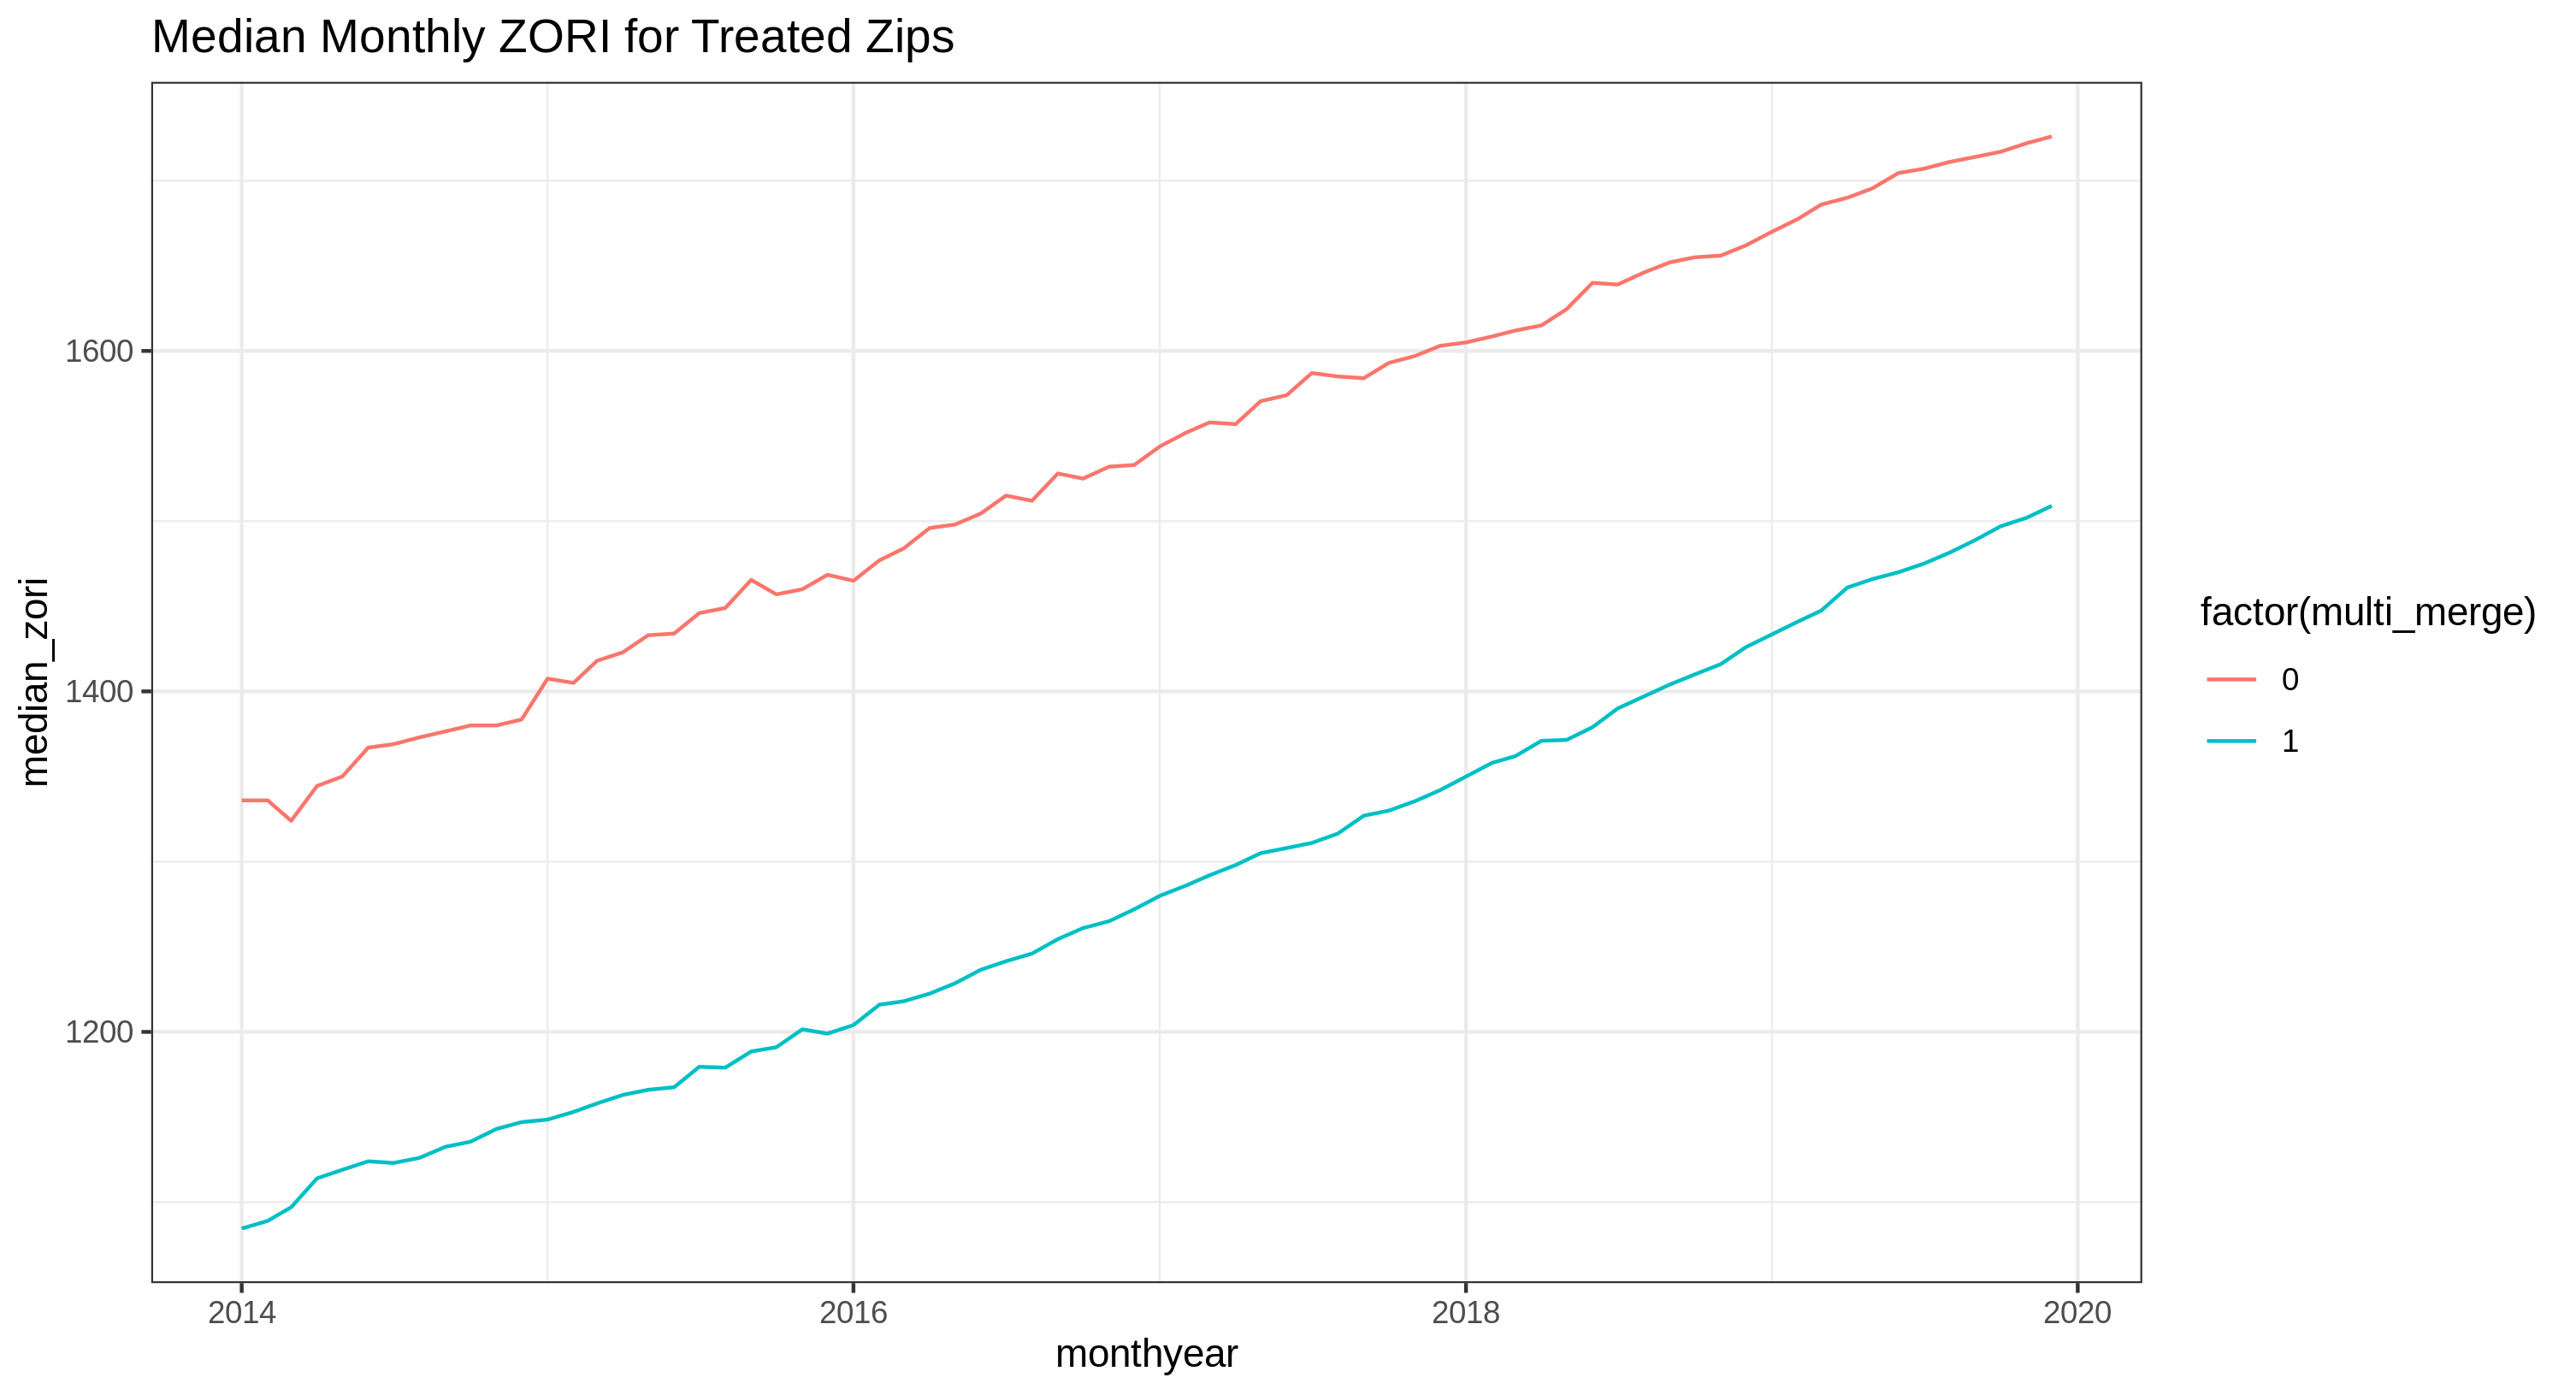 Median Monthly ZORI for Treated Zips
median_zori
1600
1400
1200
2014
2016
2018
2020
monthyear
factor(multi_merge)
0
1